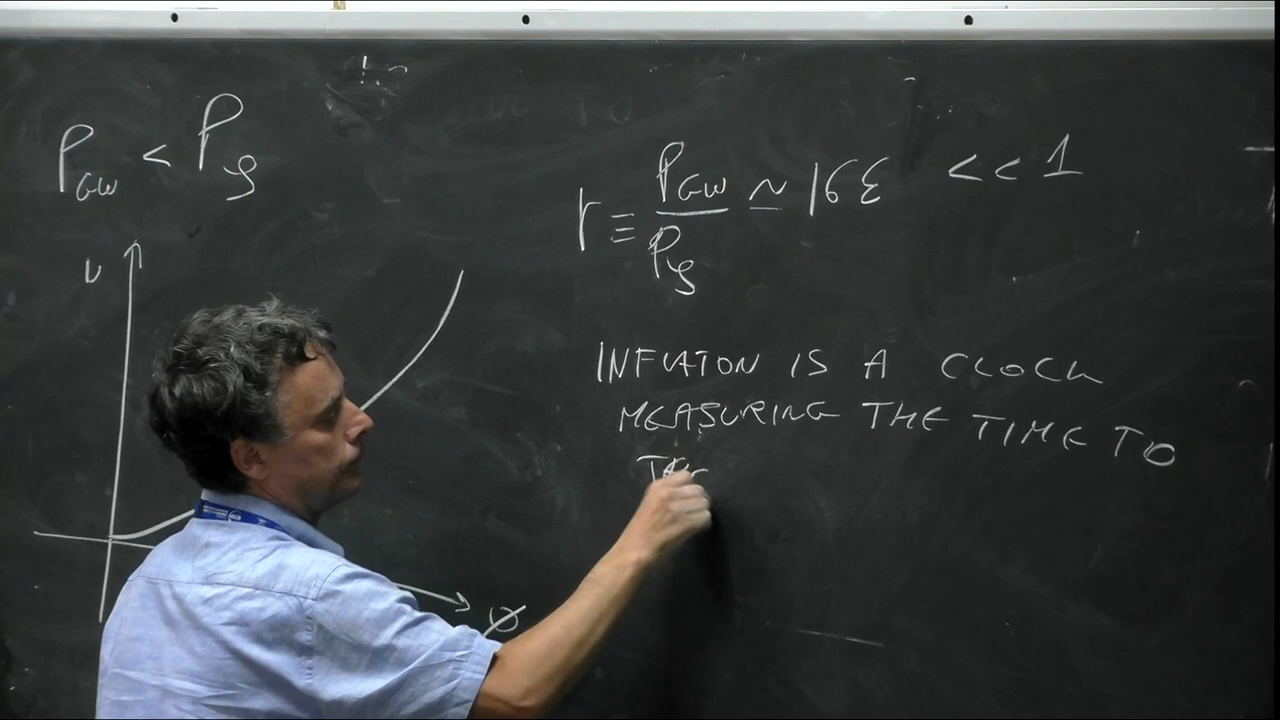 P_GW < P_ζ
r ≡ P_GW / P_ζ ≃ 16ε << 1
V
INFLATON IS A CLOCK
MEASURING THE TIME TO
φ